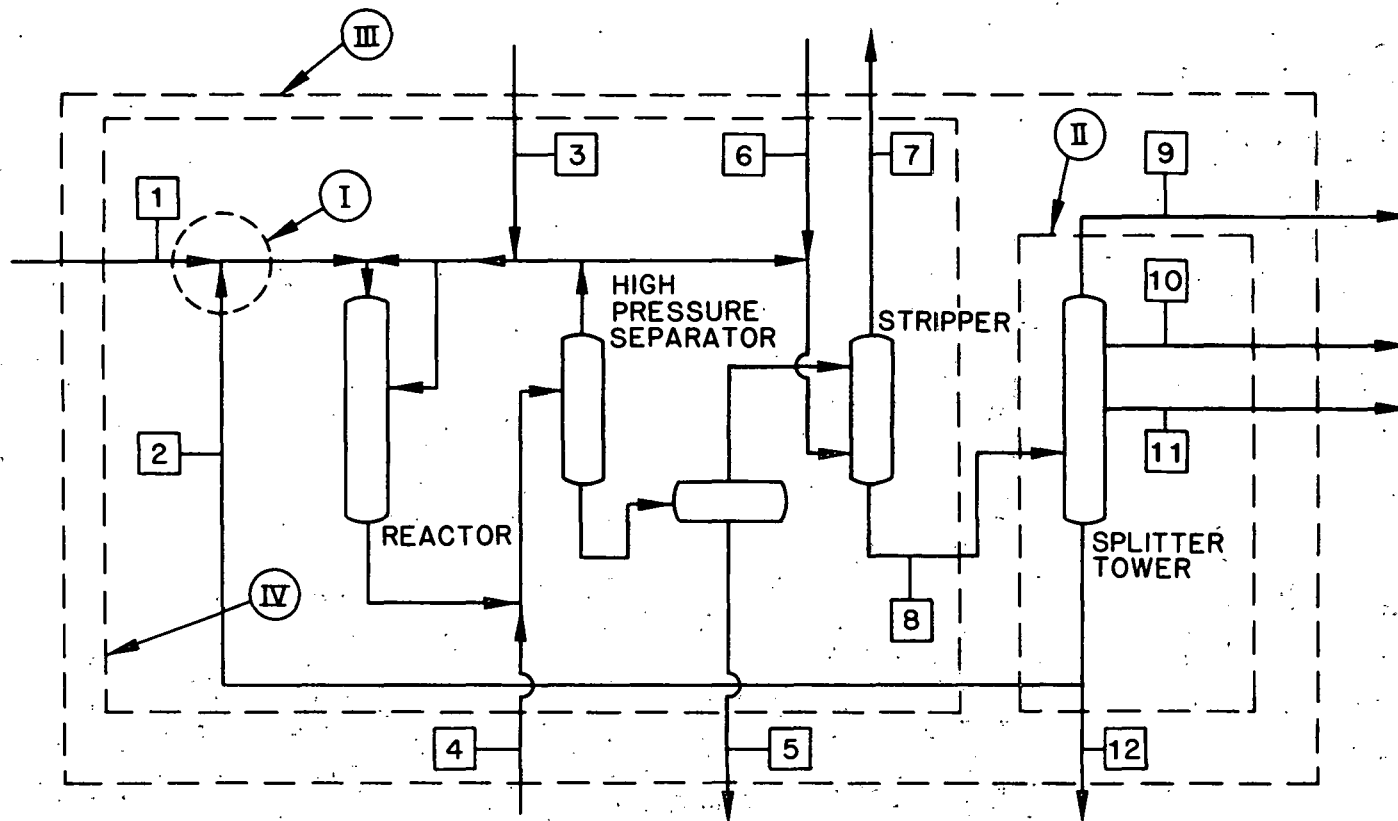 III
3
6
7
II
9
1
I
10
HIGH
PRESSURE
SEPARATOR
STRIPPER
2
11
REACTOR
SPLITTER
TOWER
IV
8
4
5
12